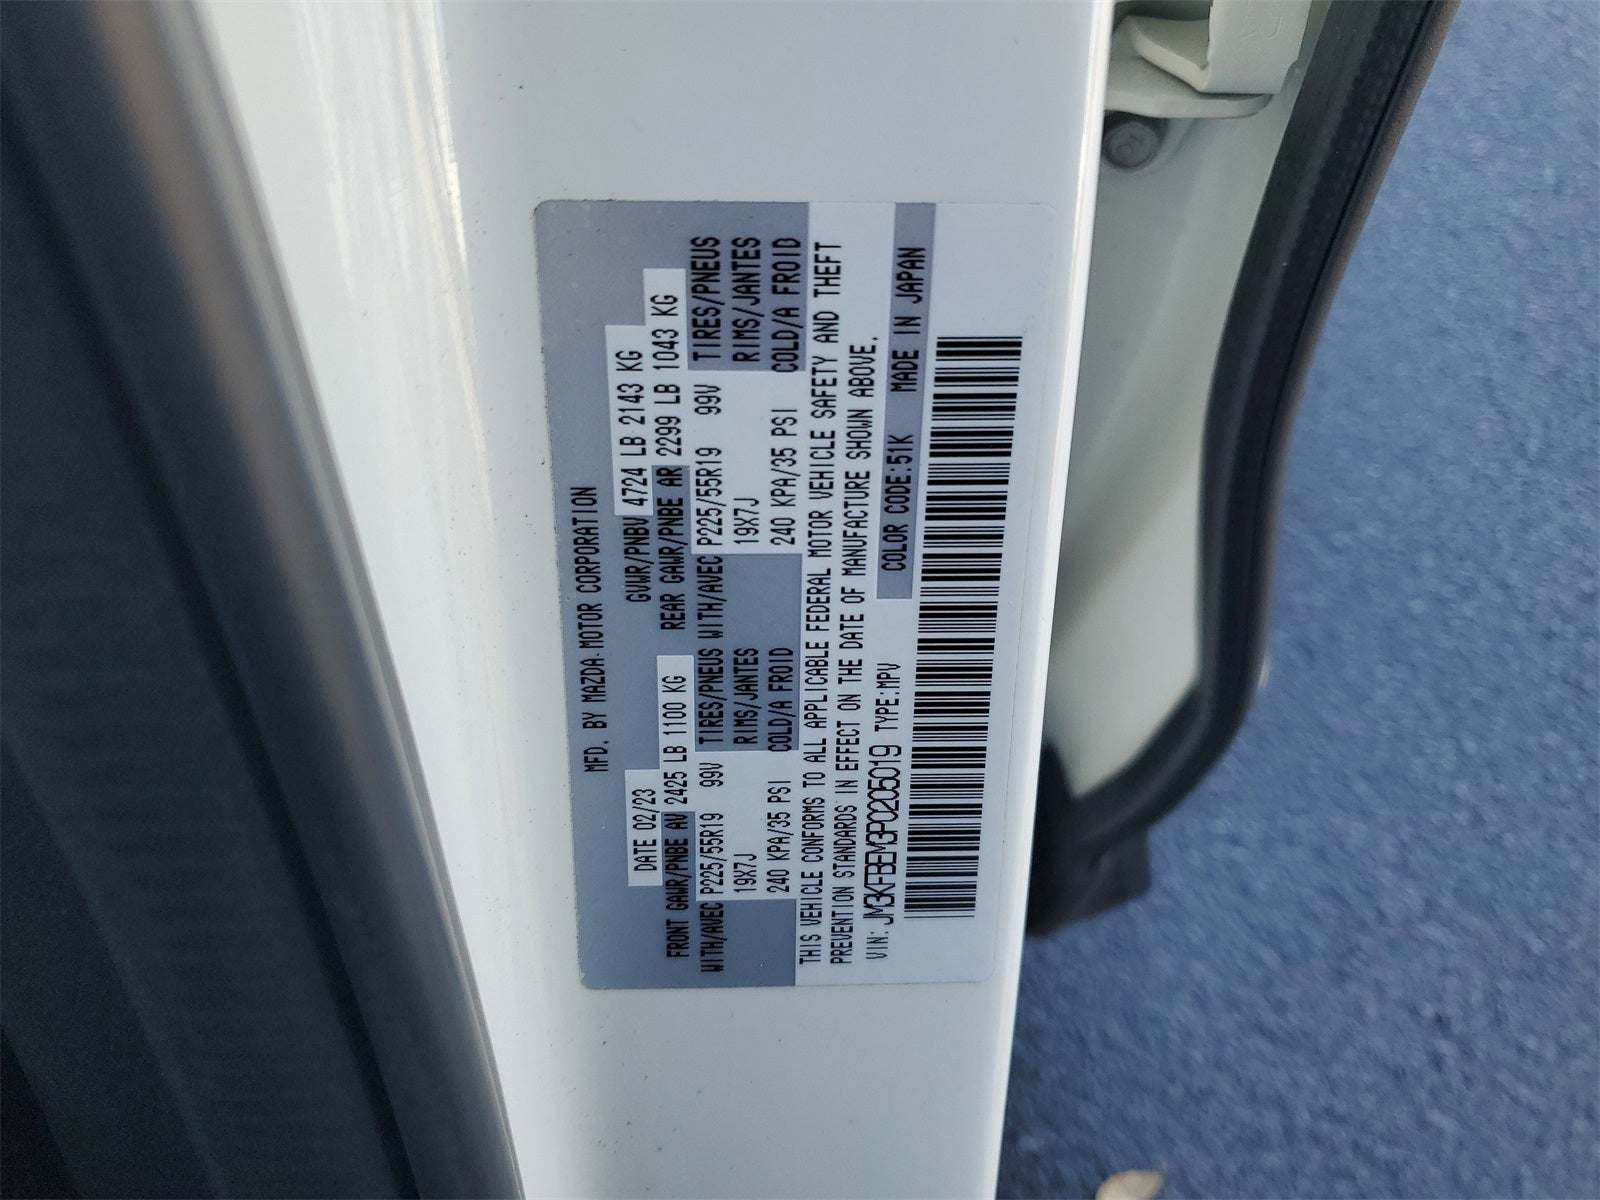 MFD. BY MAZDA MOTOR CORPORATION
DATE 02/23 GVWR/PNBV 4724 LB 2143 KG
FRONT GAWR/PNBE AV 2425 LB 1100 KG REAR GAWR/PNBE AR 2299 LB 1043 KG
WITH/AVEC P225/55R19 99V TIRES/PNEUS WITH/AVEC P225/55R19 99V TIRES/PNEUS
19X7J RIMS/JANTES 19X7J RIMS/JANTES
240 KPA/35 PSI COLD/A FROID 240 KPA/35 PSI COLD/A FROID
THIS VEHICLE CONFORMS TO ALL APPLICABLE FEDERAL MOTOR VEHICLE SAFETY AND THEFT
PREVENTION STANDARDS IN EFFECT ON THE DATE OF MANUFACTURE SHOWN ABOVE.
VIN: JM3KFBEM3P0205019 TYPE:MPV COLOR CODE:51K MADE IN JAPAN